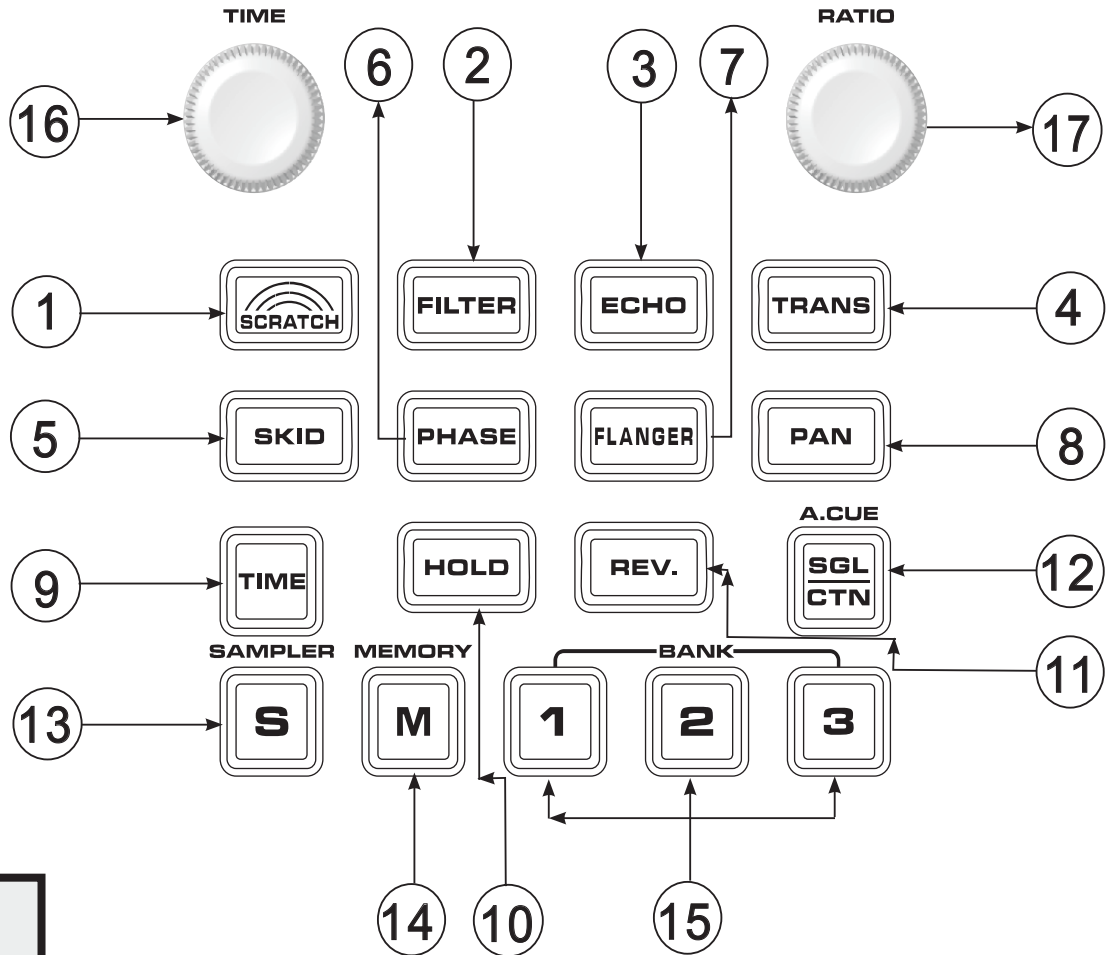 TIME
RATIO
6
2
3
7
16
17
1
SCRATCH
FILTER
ECHO
TRANS
4
5
SKID
PHASE
FLANGER
PAN
8
A.CUE
9
TIME
HOLD
REV.
SGL
CTN
12
SAMPLER
MEMORY
BANK
11
13
S
M
1
2
3
14
10
15